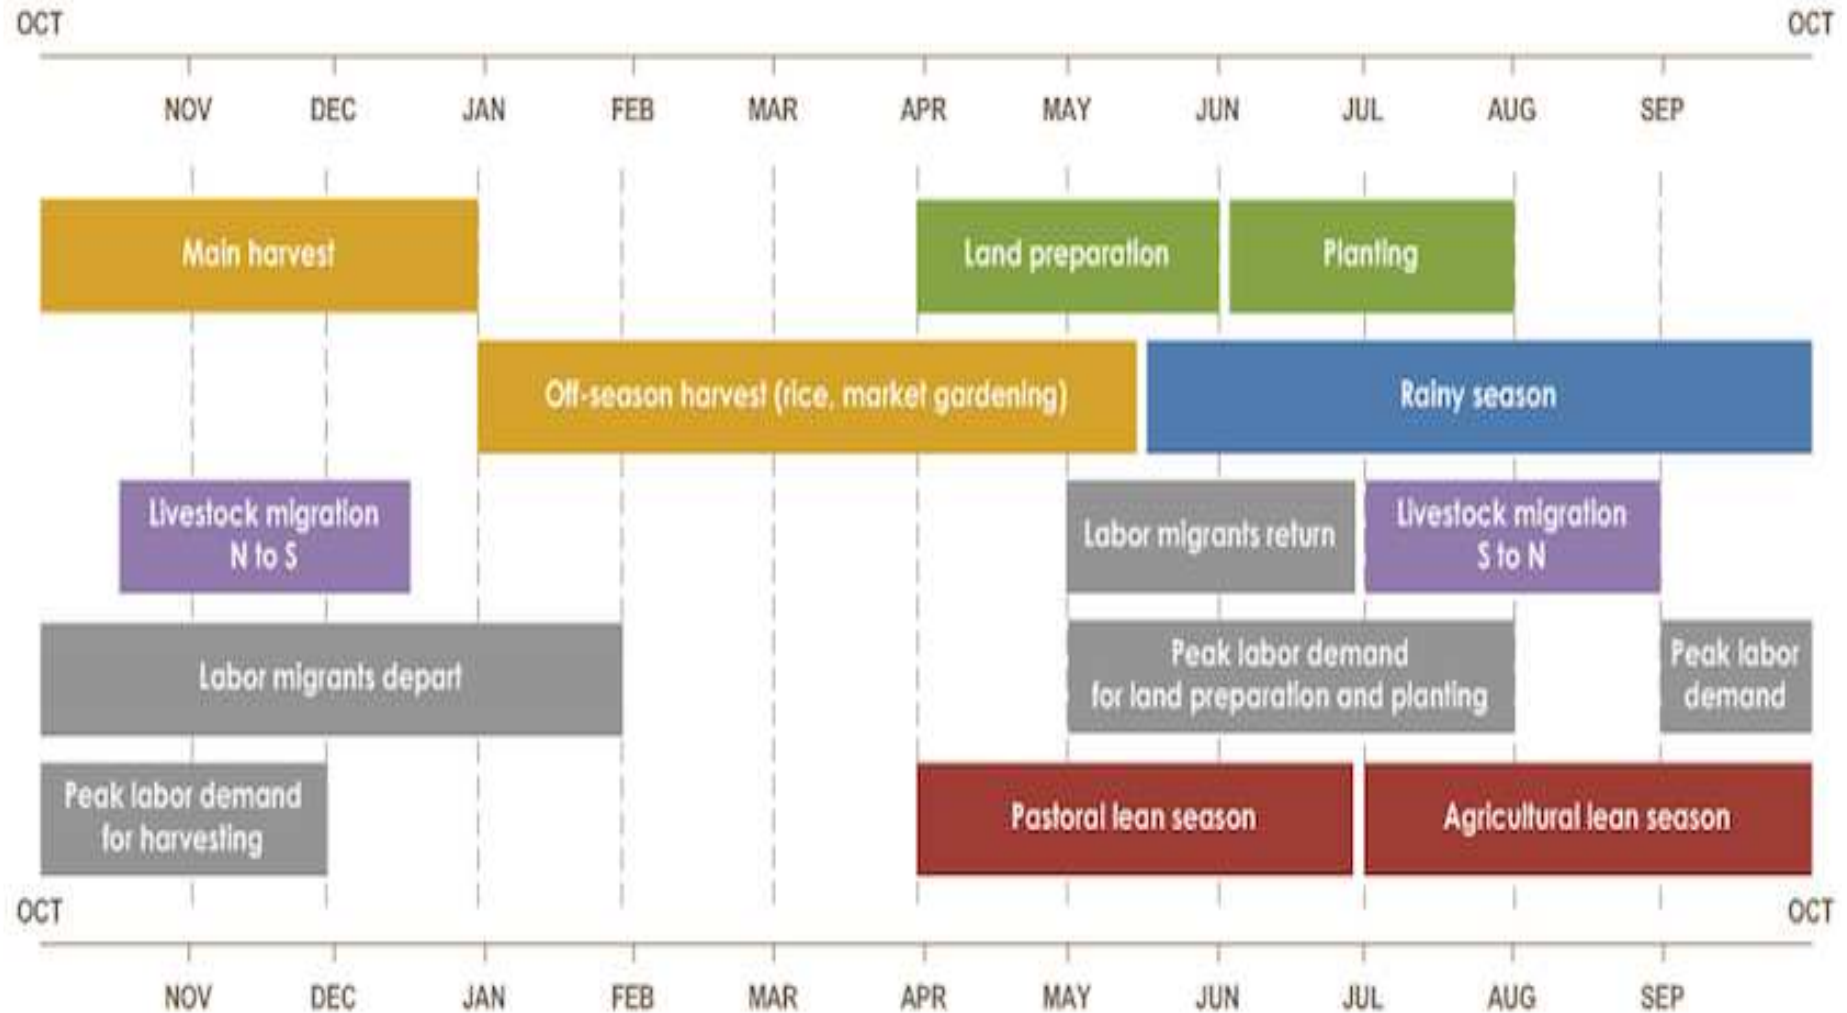 OCT
OCT
NOV
DEC
JAN
FEB
MAR
APR
MAY
JUN
JUL
AUG
SEP
Main harvest
Land preparation
Planting
Off-season harvest (rice, market gardening)
Rainy season
Livestock migration
N to S
Labor migrants return
Livestock migration
S to N
Labor migrants depart
Peak labor demand
for land preparation and planting
Peak labor
demand
Peak labor demand
for harvesting
Pastoral lean season
Agricultural lean season
OCT
OCT
NOV
DEC
JAN
FEB
MAR
APR
MAY
JUN
JUL
AUG
SEP